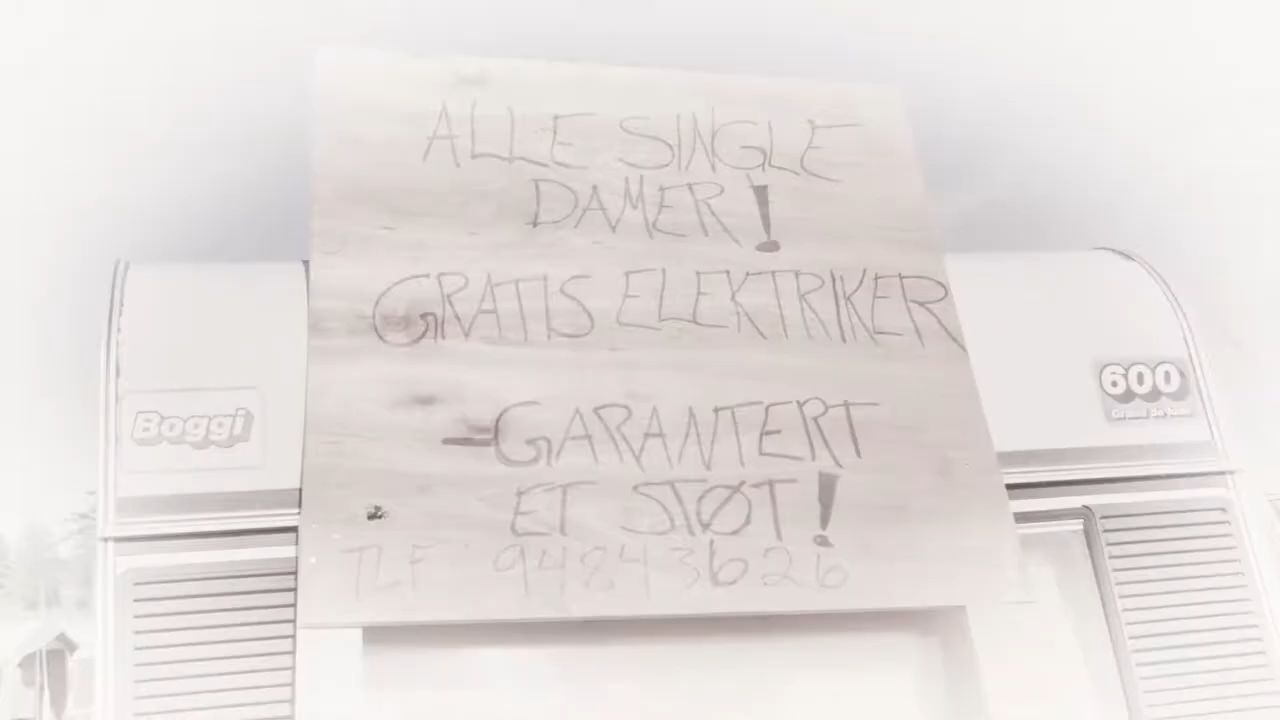 ALLE SINGLE
DAMER!
GRATIS ELEKTRIKER
-GARANTERT
ET STØT!
TLF 94843626
Boggi
600